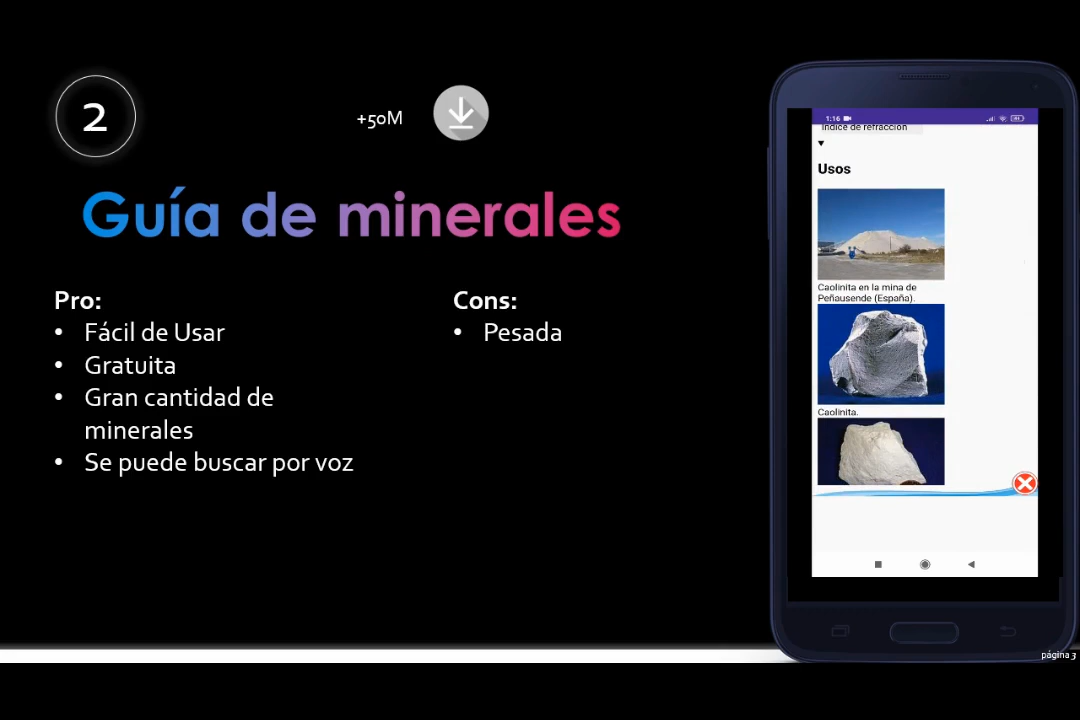 2
+50M
Guía de minerales
Pro:
• Fácil de Usar
• Gratuita
• Gran cantidad de
minerales
• Se puede buscar por voz
Cons:
• Pesada
1:16
Índice de refracción
▼
Usos
Caolinita en la mina de
Peñausende (España).
Caolinita.
página 3